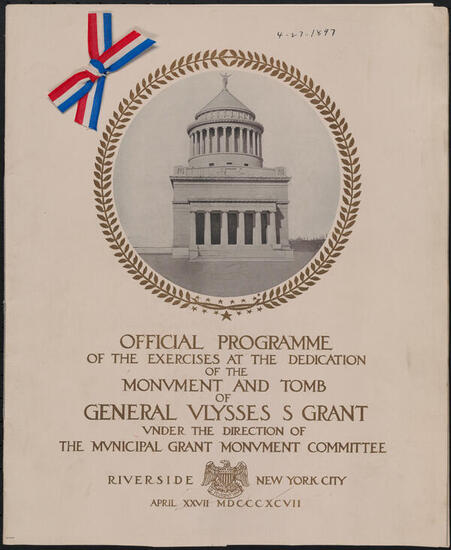 4-27-1897
OFFICIAL PROGRAMME
OF THE EXERCISES AT THE DEDICATION
OF THE
MONVMENT AND TOMB
OF
GENERAL VLYSSES S GRANT
VNDER THE DIRECTION OF
THE MVNICIPAL GRANT MONVMENT COMMITTEE
RIVERSIDE NEW YORK CITY
APRIL XXVII MDCCCXCVII